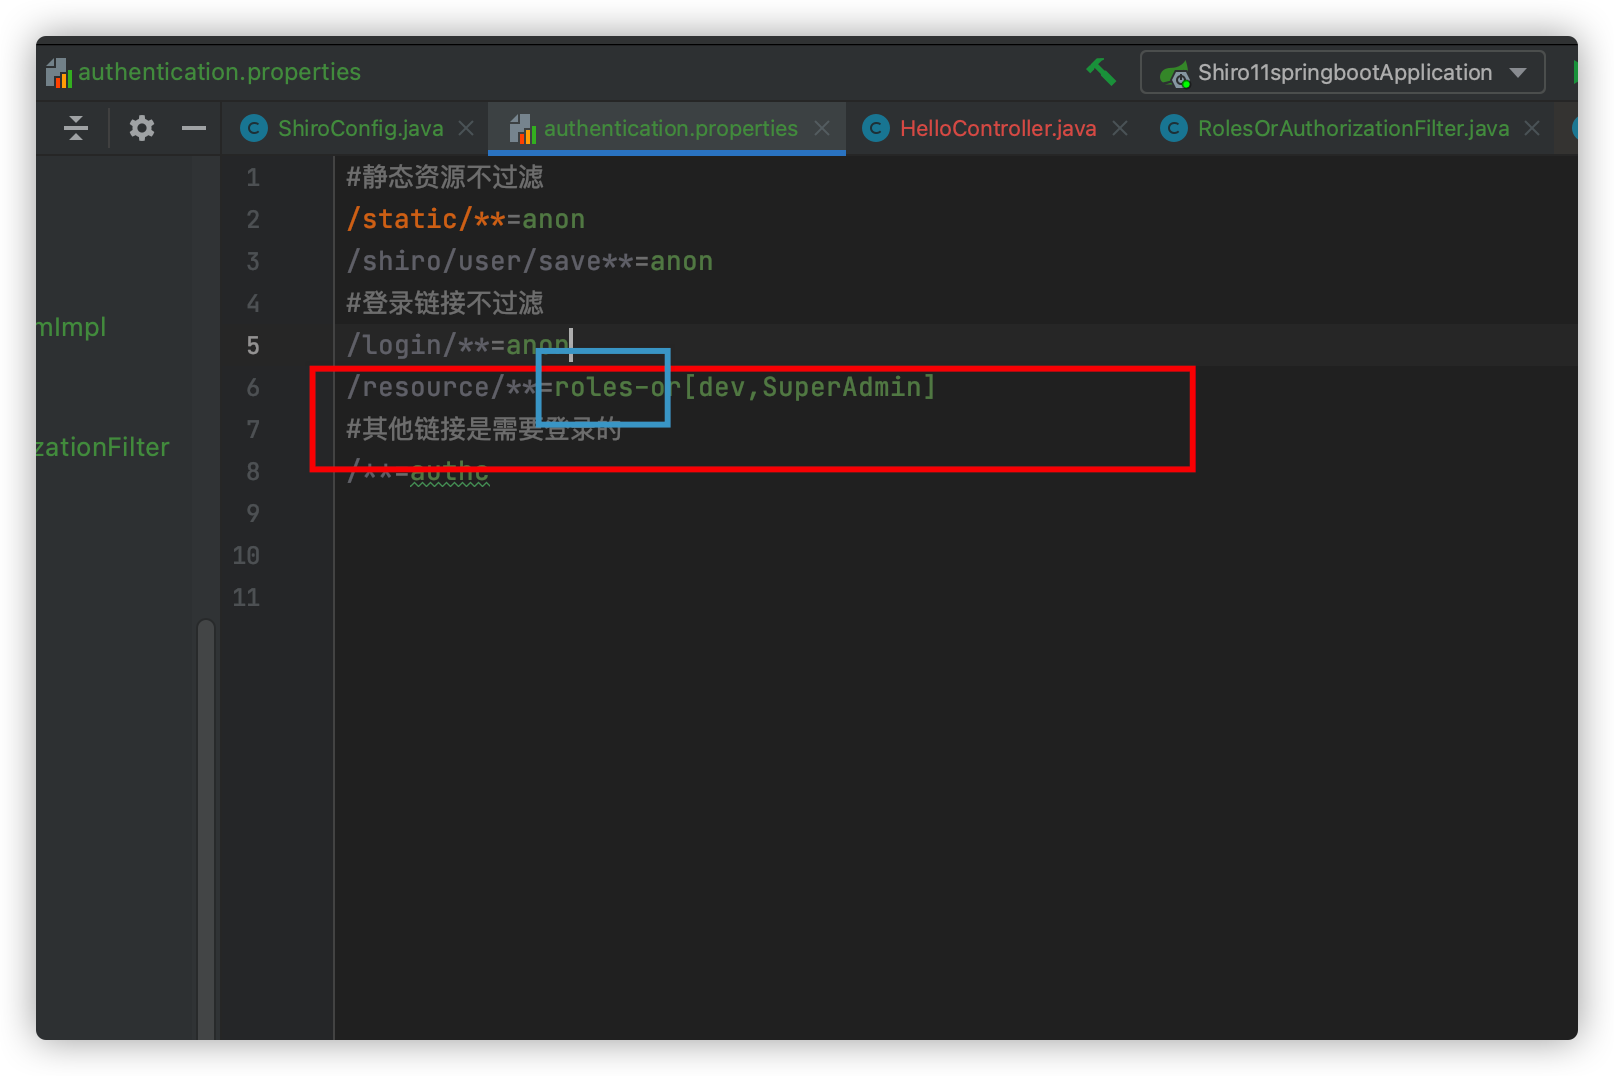 authentication.properties
Shiro11springbootApplication
ShiroConfig.java
authentication.properties
HelloController.java
RolesOrAuthorizationFilter.java
mImpl
zationFilter
1 #静态资源不过滤
2 /static/**=anon
3 /shiro/user/save**=anon
4 #登录链接不过滤
5 /login/**=anon
6 /resource/**=roles-or[dev,SuperAdmin]
7 #其他链接是需要登录的
8 /**=authc
9
10
11